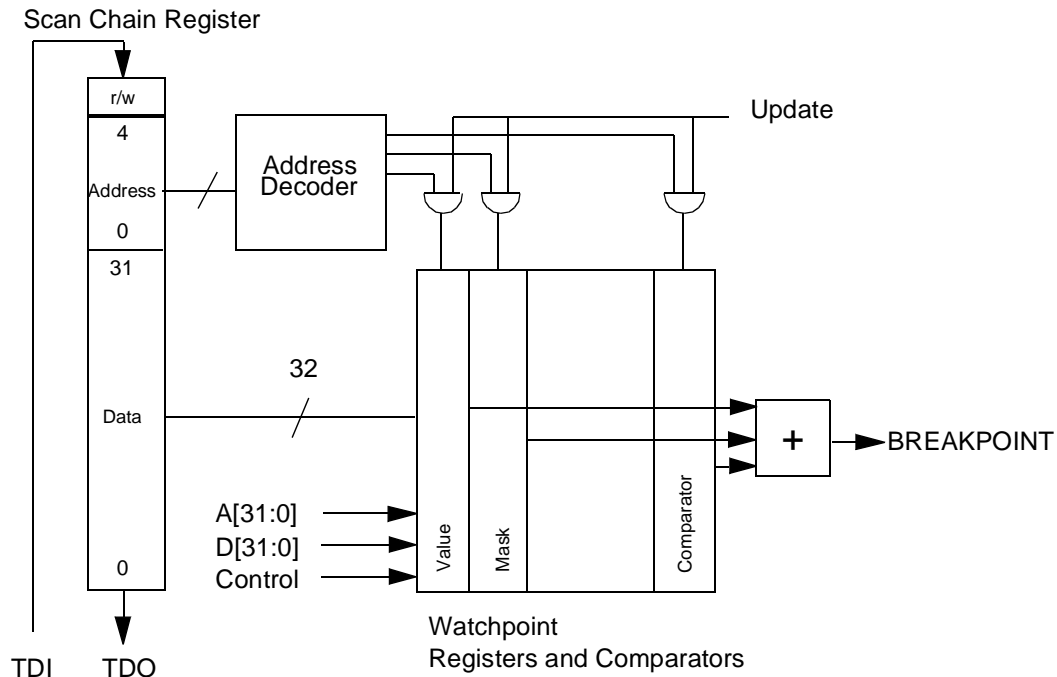 Scan Chain Register
r/w
4
Address
0
31
Data
0
TDI
TDO
Address
Decoder
Update
32
A[31:0]
D[31:0]
Control
Value
Mask
Comparator
+
BREAKPOINT
Watchpoint
Registers and Comparators